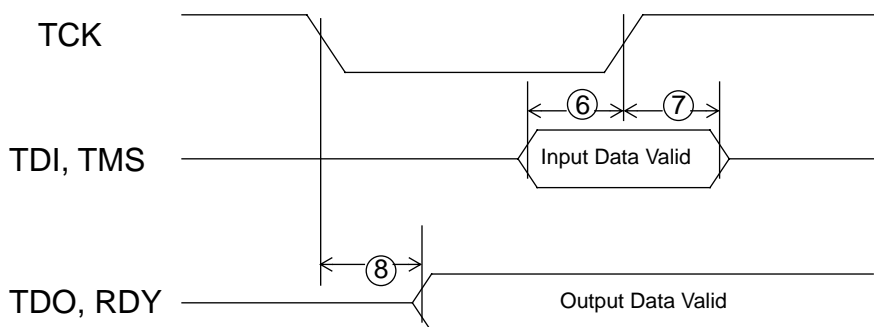 TCK
⑥ ⑦
TDI, TMS
Input Data Valid
⑧
TDO, RDY
Output Data Valid